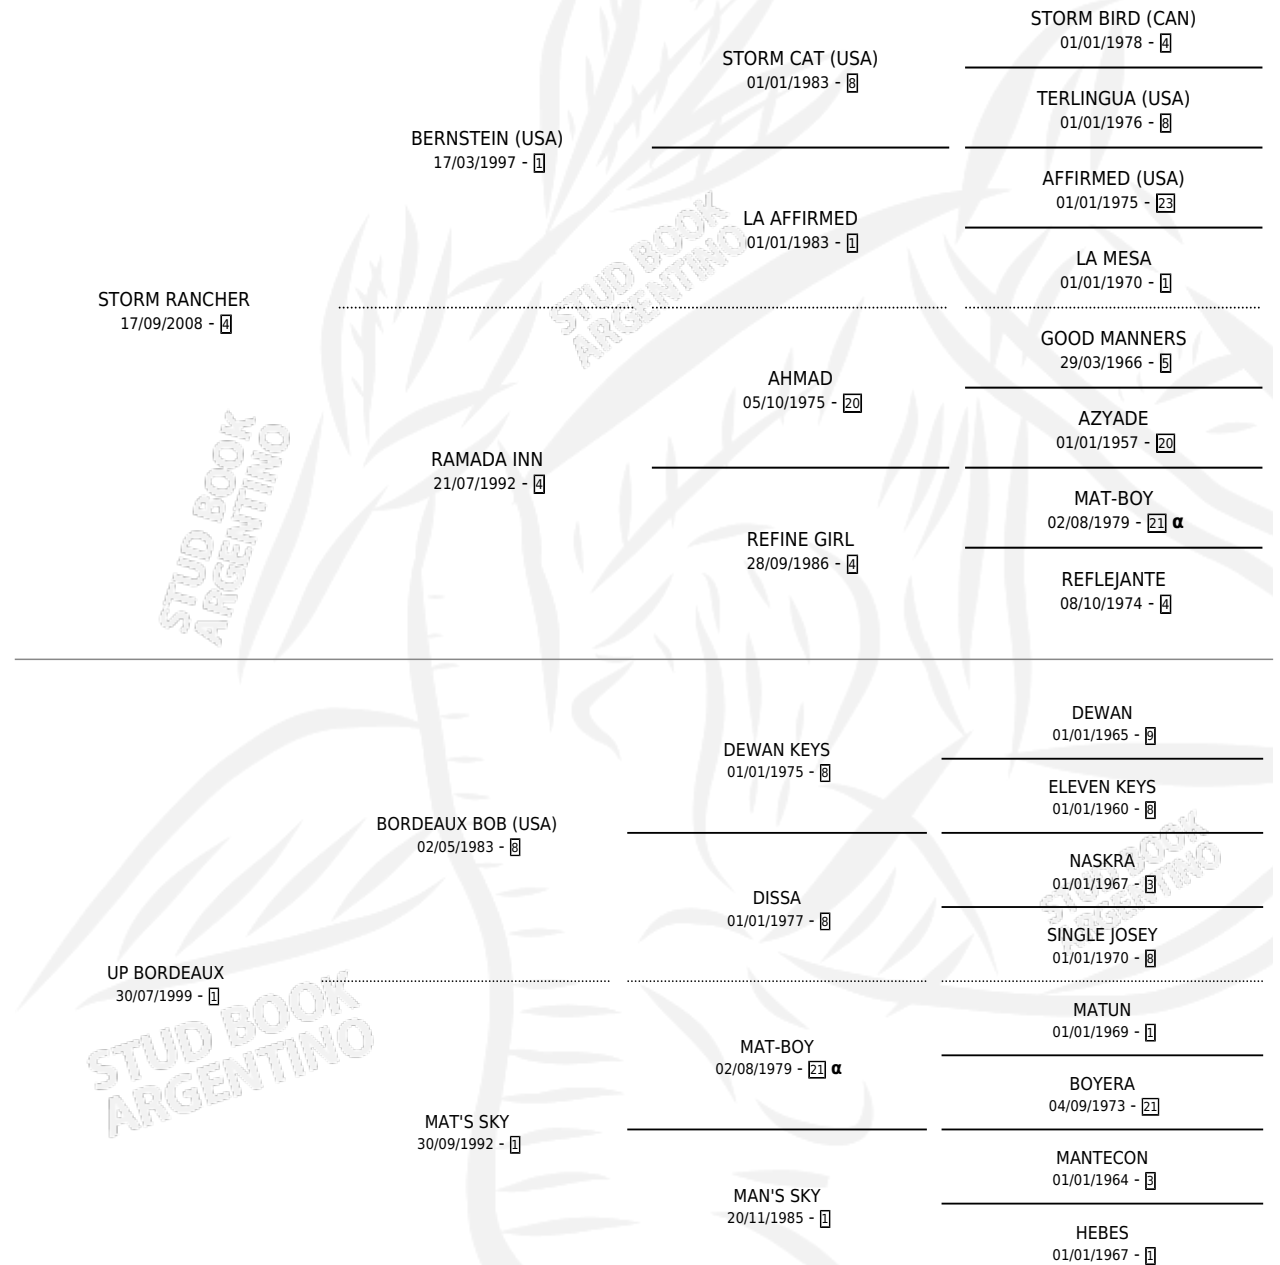 STORM BIRD (CAN)
01/01/1978 - 4
STORM CAT (USA)
01/01/1983 - 8
TERLINGUA (USA)
01/01/1976 - 8
BERNSTEIN (USA)
17/03/1997 - 1
AFFIRMED (USA)
01/01/1975 - 23
LA AFFIRMED
01/01/1983 - 1
LA MESA
01/01/1970 - 1
STORM RANCHER
17/09/2008 - 4
GOOD MANNERS
29/03/1966 - 5
AHMAD
05/10/1975 - 20
AZYADE
01/01/1957 - 20
RAMADA INN
21/07/1992 - 4
MAT-BOY
02/08/1979 - 21 α
REFINE GIRL
28/09/1986 - 4
REFLEJANTE
08/10/1974 - 4
DEWAN
01/01/1965 - 9
DEWAN KEYS
01/01/1975 - 8
ELEVEN KEYS
01/01/1960 - 8
BORDEAUX BOB (USA)
02/05/1983 - 8
NASKRA
01/01/1967 - 3
DISSA
01/01/1977 - 8
SINGLE JOSEY
01/01/1970 - 8
UP BORDEAUX
30/07/1999 - 1
MATUN
01/01/1969 - 1
MAT-BOY
02/08/1979 - 21 α
BOYERA
04/09/1973 - 21
MAT'S SKY
30/09/1992 - 1
MANTECON
01/01/1964 - 3
MAN'S SKY
20/11/1985 - 1
HEBES
01/01/1967 - 1
STUD BOOK
ARGENTINO
STUD BOOK
ARGENTINO
STUD BOOK
ARGENTINO
STUD BOOK
ARGENTINO